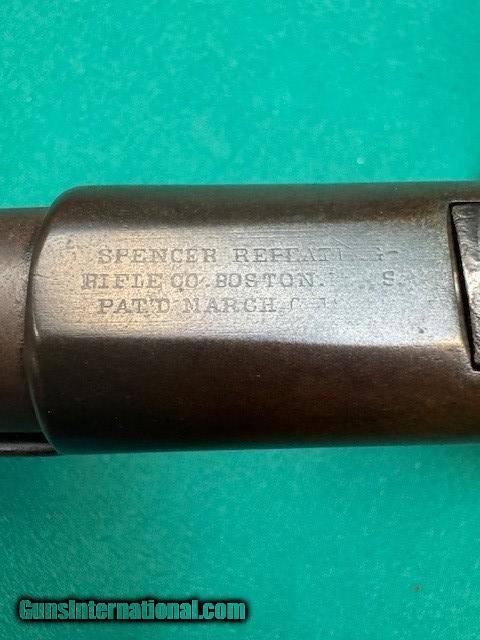 SPENCER
RIFLE CO. BOSTON.
PAT'D MARCH
GunsInternational.com